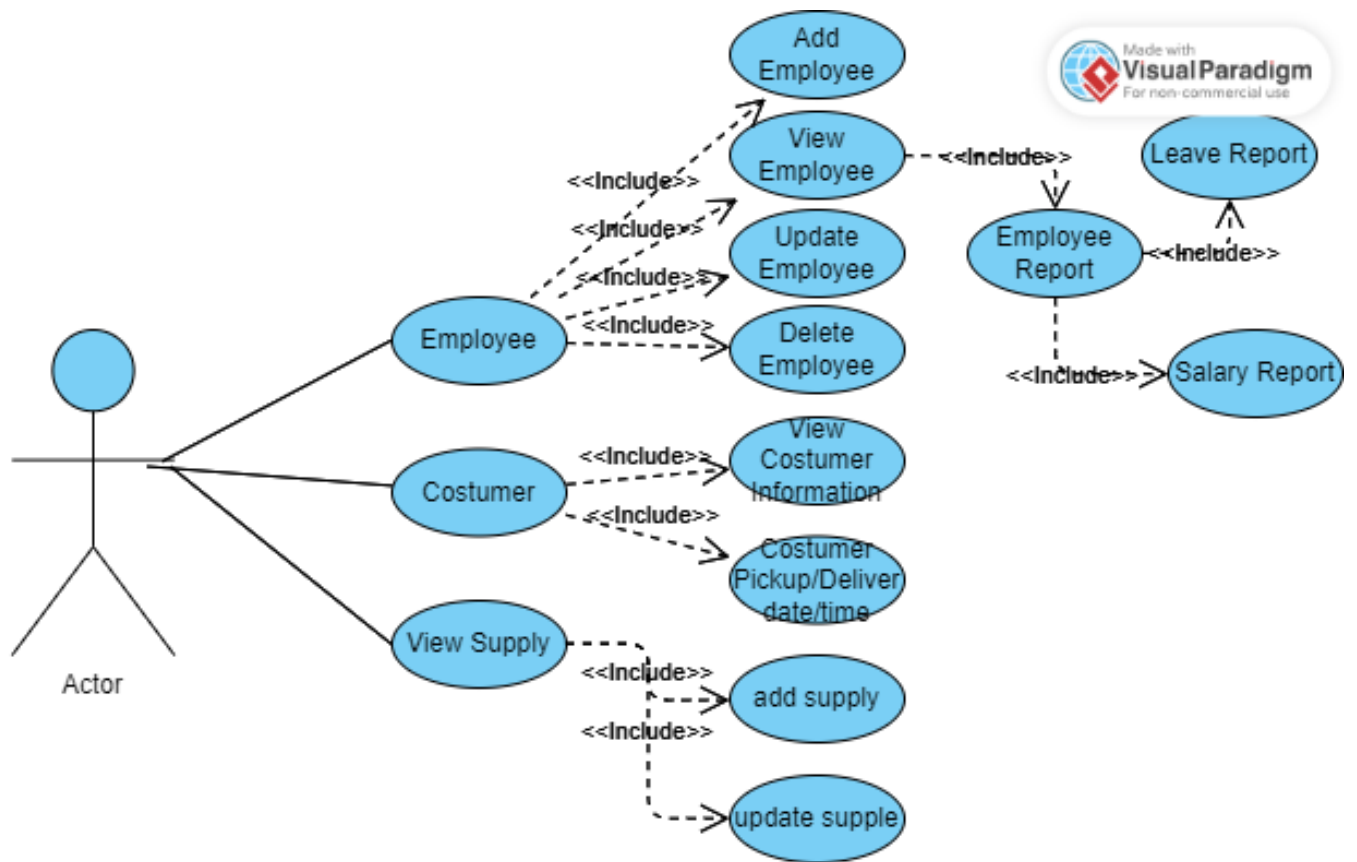 Add
Employee
Made with
Visual Paradigm
For non-commercial use
View
Employee
<<Include>>
Leave Report
<<Include>>
<<Include>>
Update
Employee
Employee
Report
<<Include>>
<<Include>>
<<Include>>
Employee
Delete
Employee
<<Include>>
Salary Report
View
Costumer
Information
<<Include>>
Costumer
<<Include>>
Costumer
Pickup/Deliver
date/time
View Supply
<<Include>>
Actor
add supply
<<Include>>
update supple